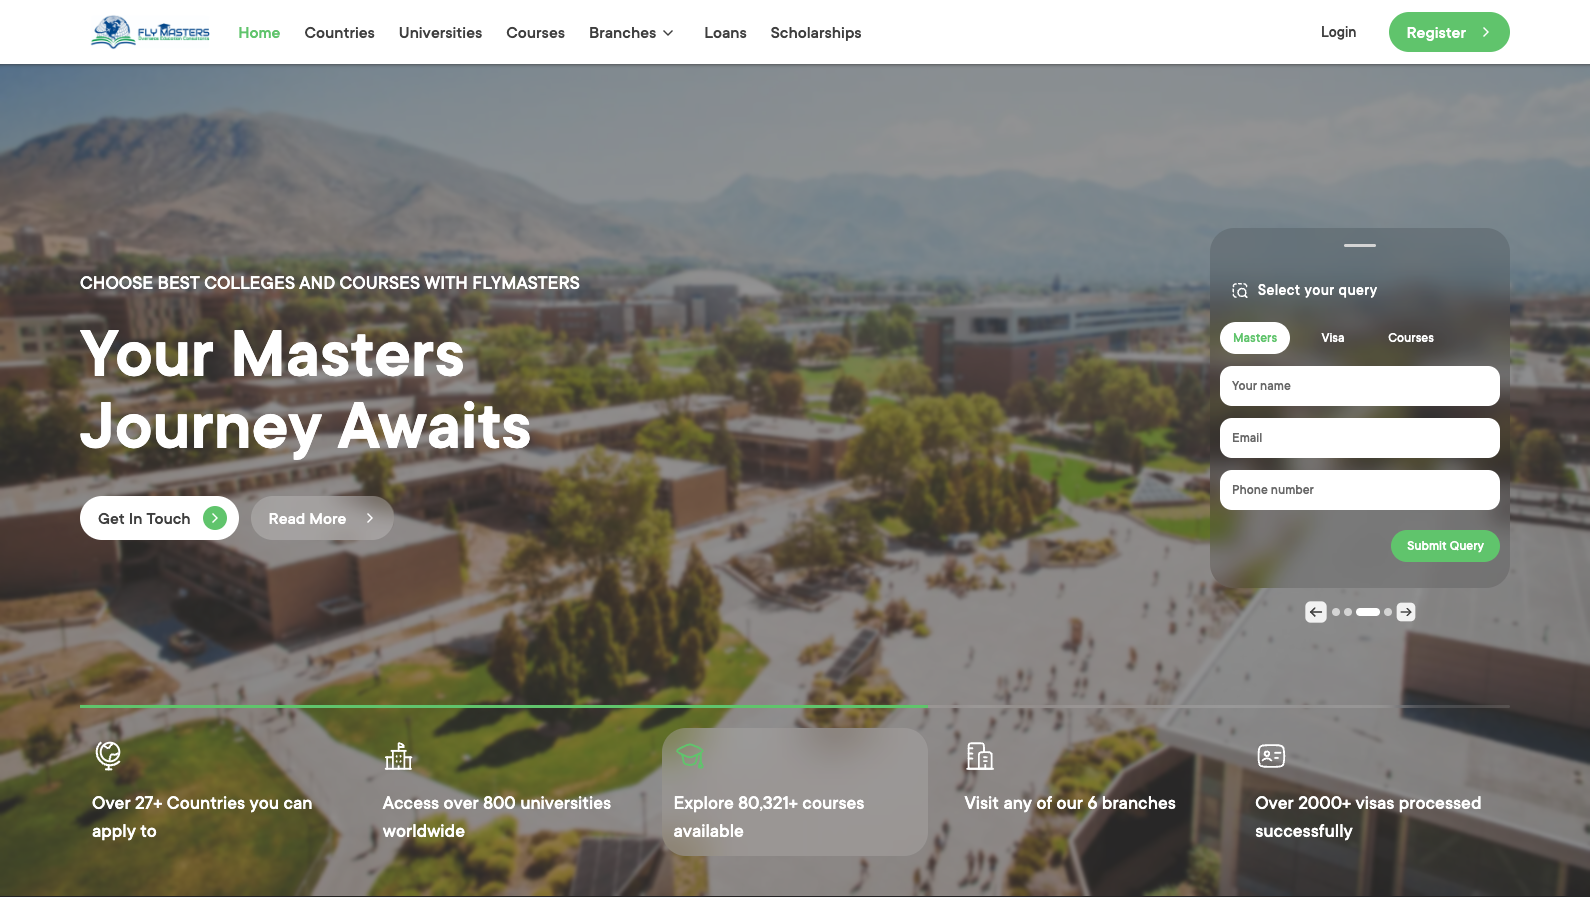 FLY MASTERS
Overseas Education Consultants
Home
Countries
Universities
Courses
Branches
Loans
Scholarships
Login
Register
CHOOSE BEST COLLEGES AND COURSES WITH FLYMASTERS
Your Masters
Journey Awaits
Get In Touch
Read More
Select your query
Masters
Visa
Courses
Your name
Email
Phone number
Submit Query
Over 27+ Countries you can
apply to
Access over 800 universities
worldwide
Explore 80,321+ courses
available
Visit any of our 6 branches
Over 2000+ visas processed
successfully